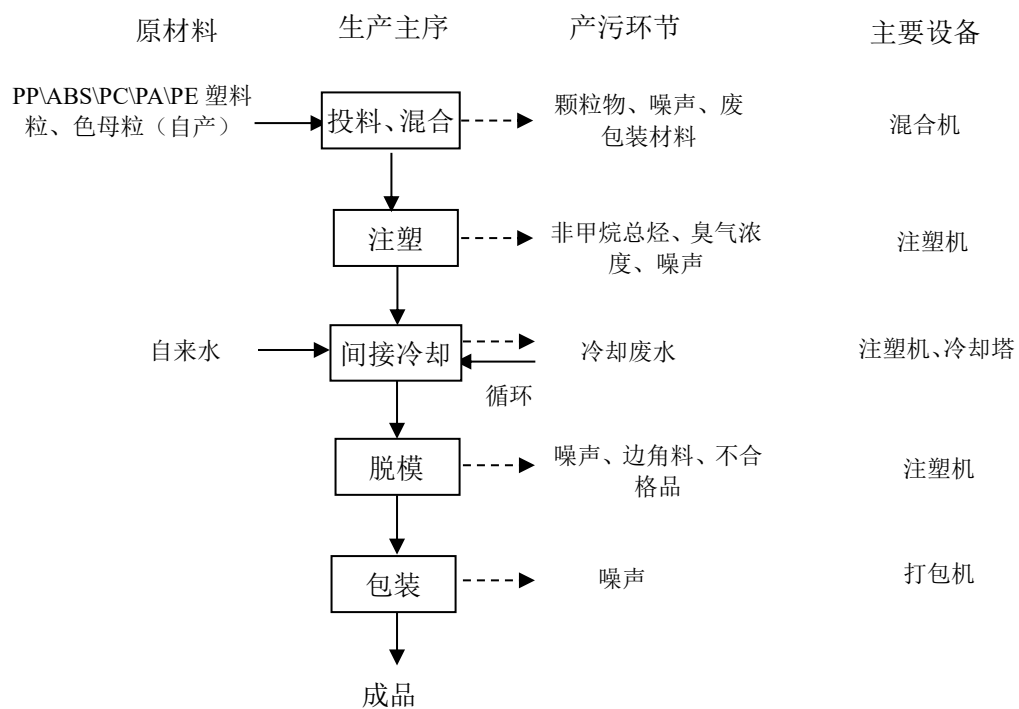 原材料 生产主序 产污环节 主要设备
PP\ABS\PC\PA\PE 塑料
粒、色母粒（自产）
投料、混合
颗粒物、噪声、废
包装材料
混合机
注塑
非甲烷总烃、臭气浓
度、噪声
注塑机
自来水
间接冷却
冷却废水
注塑机、冷却塔
循环
脱模
噪声、边角料、不合
格品
注塑机
包装
噪声
打包机
成品